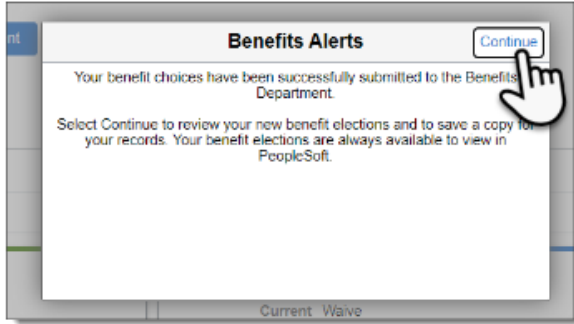 nt
Benefits Alerts
Continue
Your benefit choices have been successfully submitted to the Benefits
Department.
Select Continue to review your new benefit elections and to save a copy for
your records. Your benefit elections are always available to view in
PeopleSoft.
Current Waive